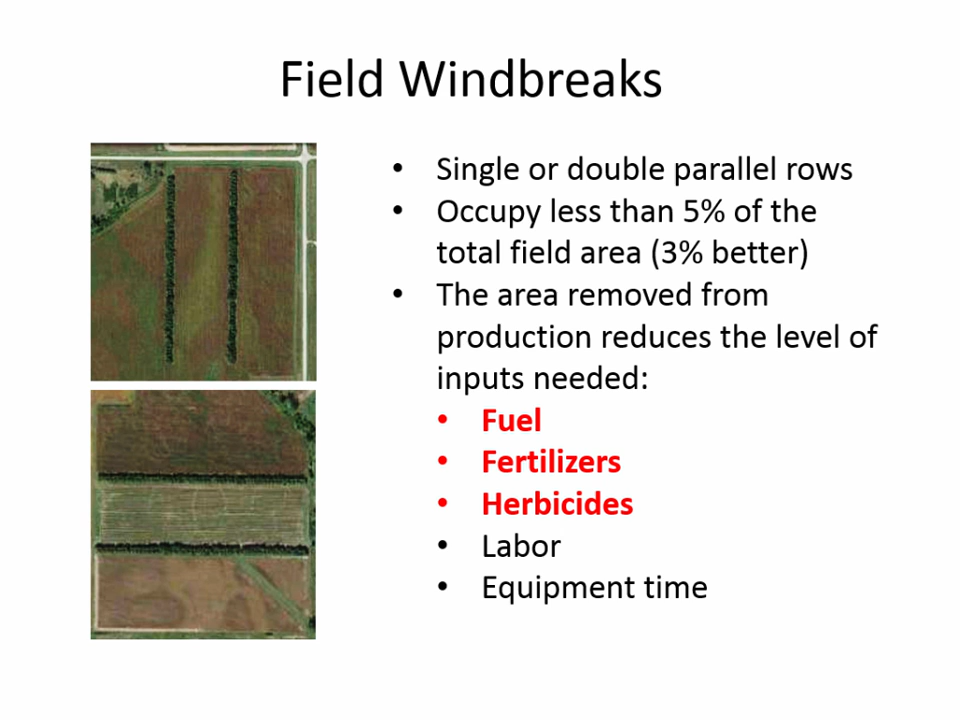 Field Windbreaks
• Single or double parallel rows
• Occupy less than 5% of the
total field area (3% better)
• The area removed from
production reduces the level of
inputs needed:
• Fuel
• Fertilizers
• Herbicides
• Labor
• Equipment time